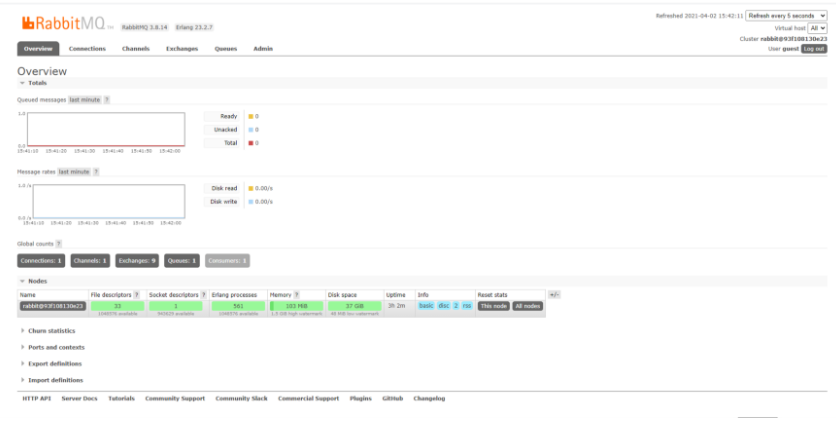 Refreshed 2021-04-02 15:42:11 Refresh every 5 seconds
RabbitMQ TM RabbitMQ 3.8.14 Erlang 23.2.7
Virtual host All
Cluster rabbit@93f108130e23
User guest Log out
Overview Connections Channels Exchanges Queues Admin
Overview
Totals
Queued messages last minute ?
1.0
0.0
15:41:10 15:41:20 15:41:30 15:41:40 15:41:50 15:42:00
Ready 0
Unacked 0
Total 0
Message rates last minute ?
1.0 /s
0.0 /s
15:41:10 15:41:20 15:41:30 15:41:40 15:41:50 15:42:00
Disk read 0.00/s
Disk write 0.00/s
Global counts ?
Connections: 1 Channels: 1 Exchanges: 9 Queues: 1 Consumers: 1
Nodes
Name File descriptors ? Socket descriptors ? Erlang processes Memory ? Disk space Uptime Info Reset stats +/-
rabbit@93f108130e23 33 1 561 103 MiB 37 GiB 3h 2m basic disc 2 rss This node All nodes
1048576 available 943629 available 1048576 available high watermark 48 MiB low watermark
Churn statistics
Ports and contexts
Export definitions
Import definitions
HTTP API Server Docs Tutorials Community Support Community Slack Commercial Support Plugins GitHub Changelog